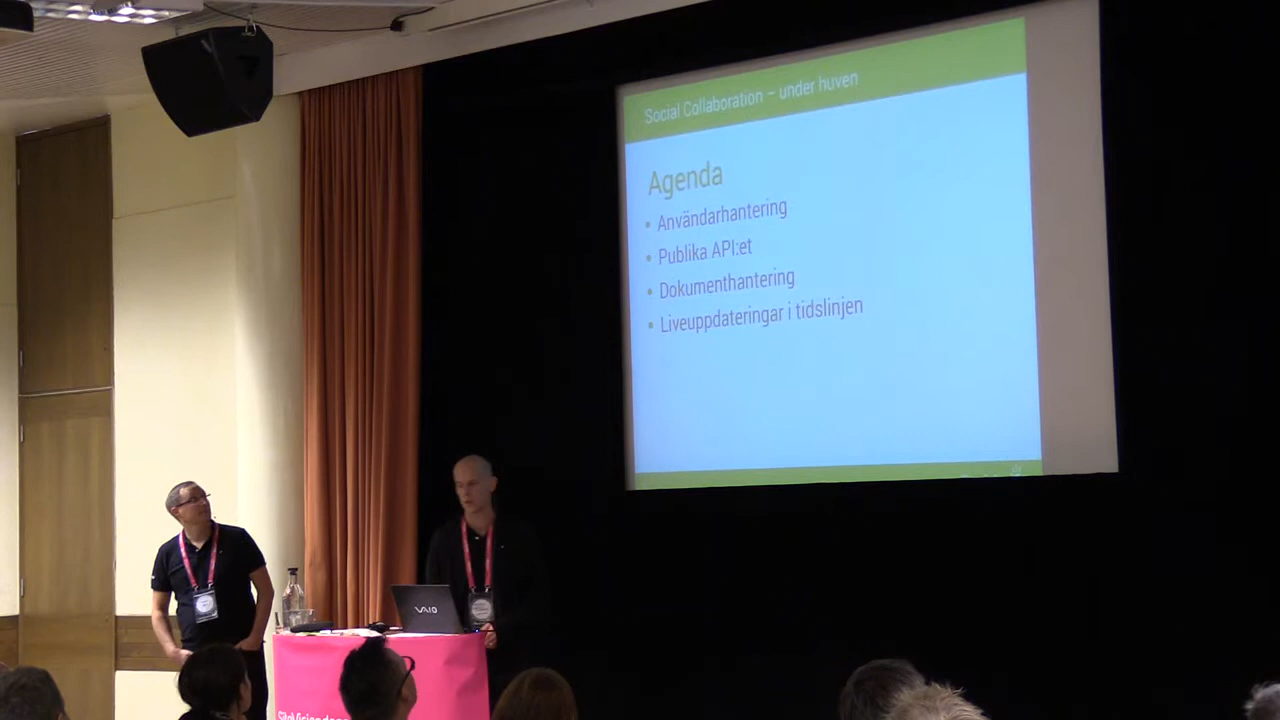 Social Collaboration – under huven
Agenda
• Användarhantering
• Publika API:et
• Dokumenthantering
• Liveuppdateringar i tidslinjen
VAIO